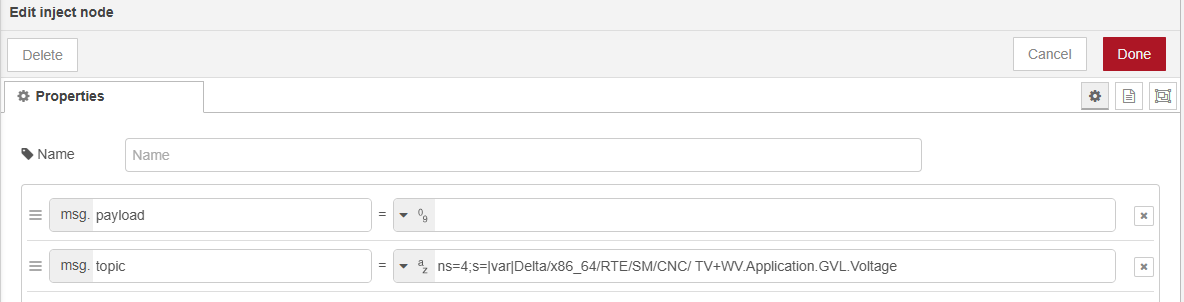 Edit inject node
Delete Cancel Done
Properties
Name Name
msg. payload = 0 9
msg. topic = a z ns=4;s=|var|Delta/x86_64/RTE/SM/CNC/ TV+WV.Application.GVL.Voltage